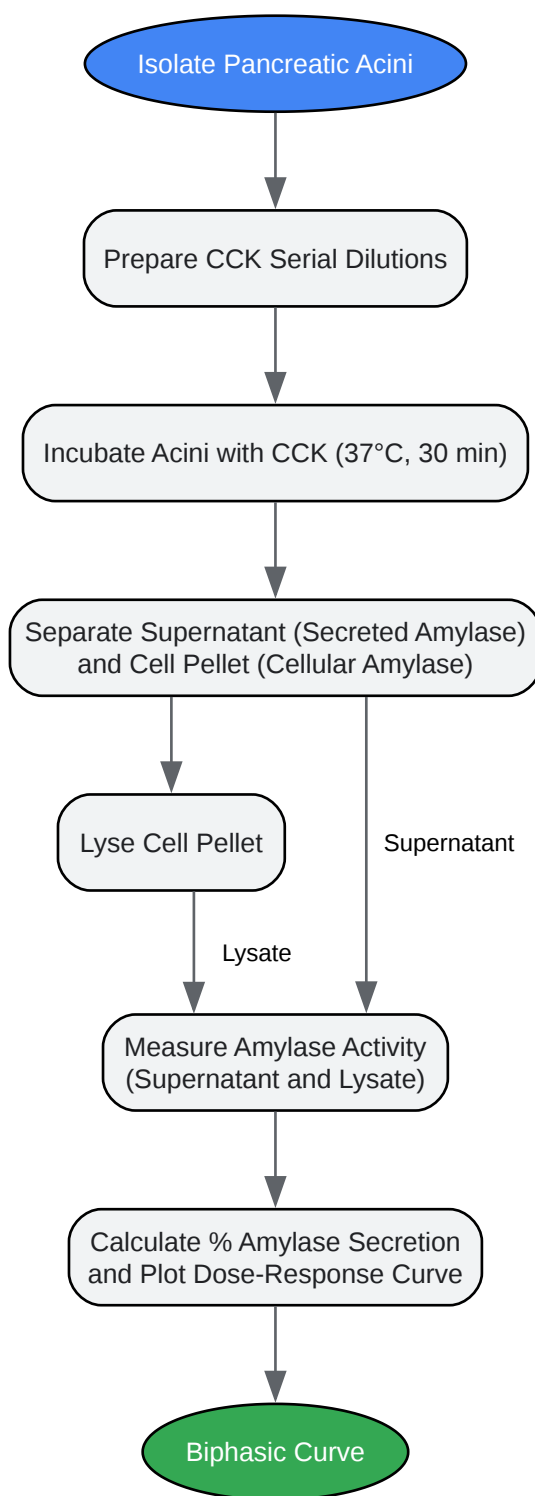 Isolate Pancreatic Acini
Prepare CCK Serial Dilutions
Incubate Acini with CCK (37°C, 30 min)
Separate Supernatant (Secreted Amylase)
and Cell Pellet (Cellular Amylase)
Lyse Cell Pellet
Supernatant
Lysate
Measure Amylase Activity
(Supernatant and Lysate)
Calculate % Amylase Secretion
and Plot Dose-Response Curve
Biphasic Curve